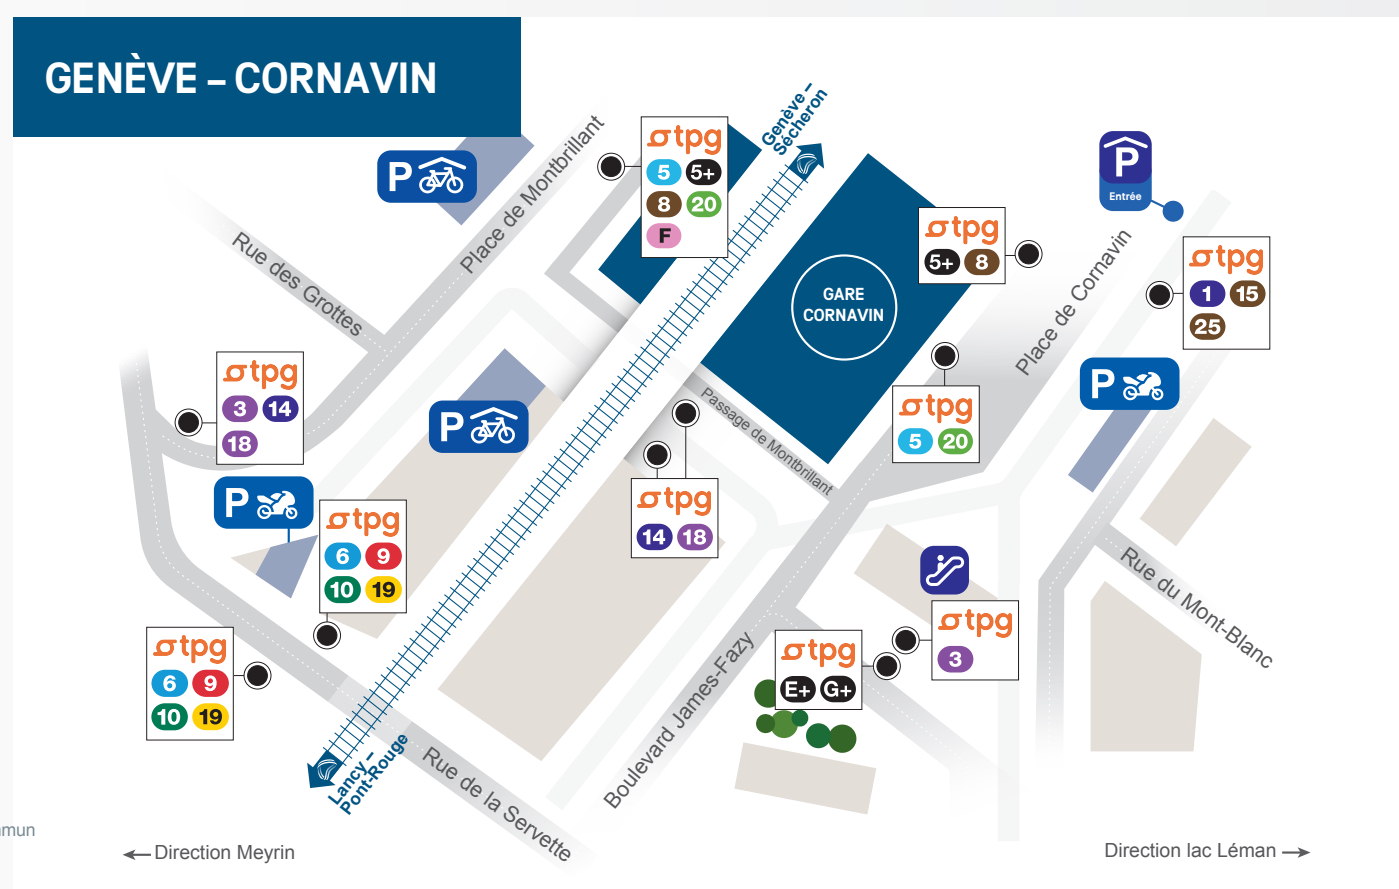 GENÈVE – CORNAVIN
Genève –
Sécheron
P
Place de Montbrillant
Rue des Grottes
tpg
5 5+
8 20
F
P
Entrée
tpg
5+ 8
GARE
CORNAVIN
Place de Cornavin
tpg
1 15
25
tpg
3 14
18
P
P
tpg
5 20
Passage de Montbrillant
P
tpg
6 9
10 19
tpg
14 18
Rue du Mont-Blanc
tpg
3
tpg
E+ G+
tpg
6 9
10 19
Boulevard James-Fazy
Lancy –
Pont-Rouge
Rue de la Servette
mun
← Direction Meyrin
Direction lac Léman →